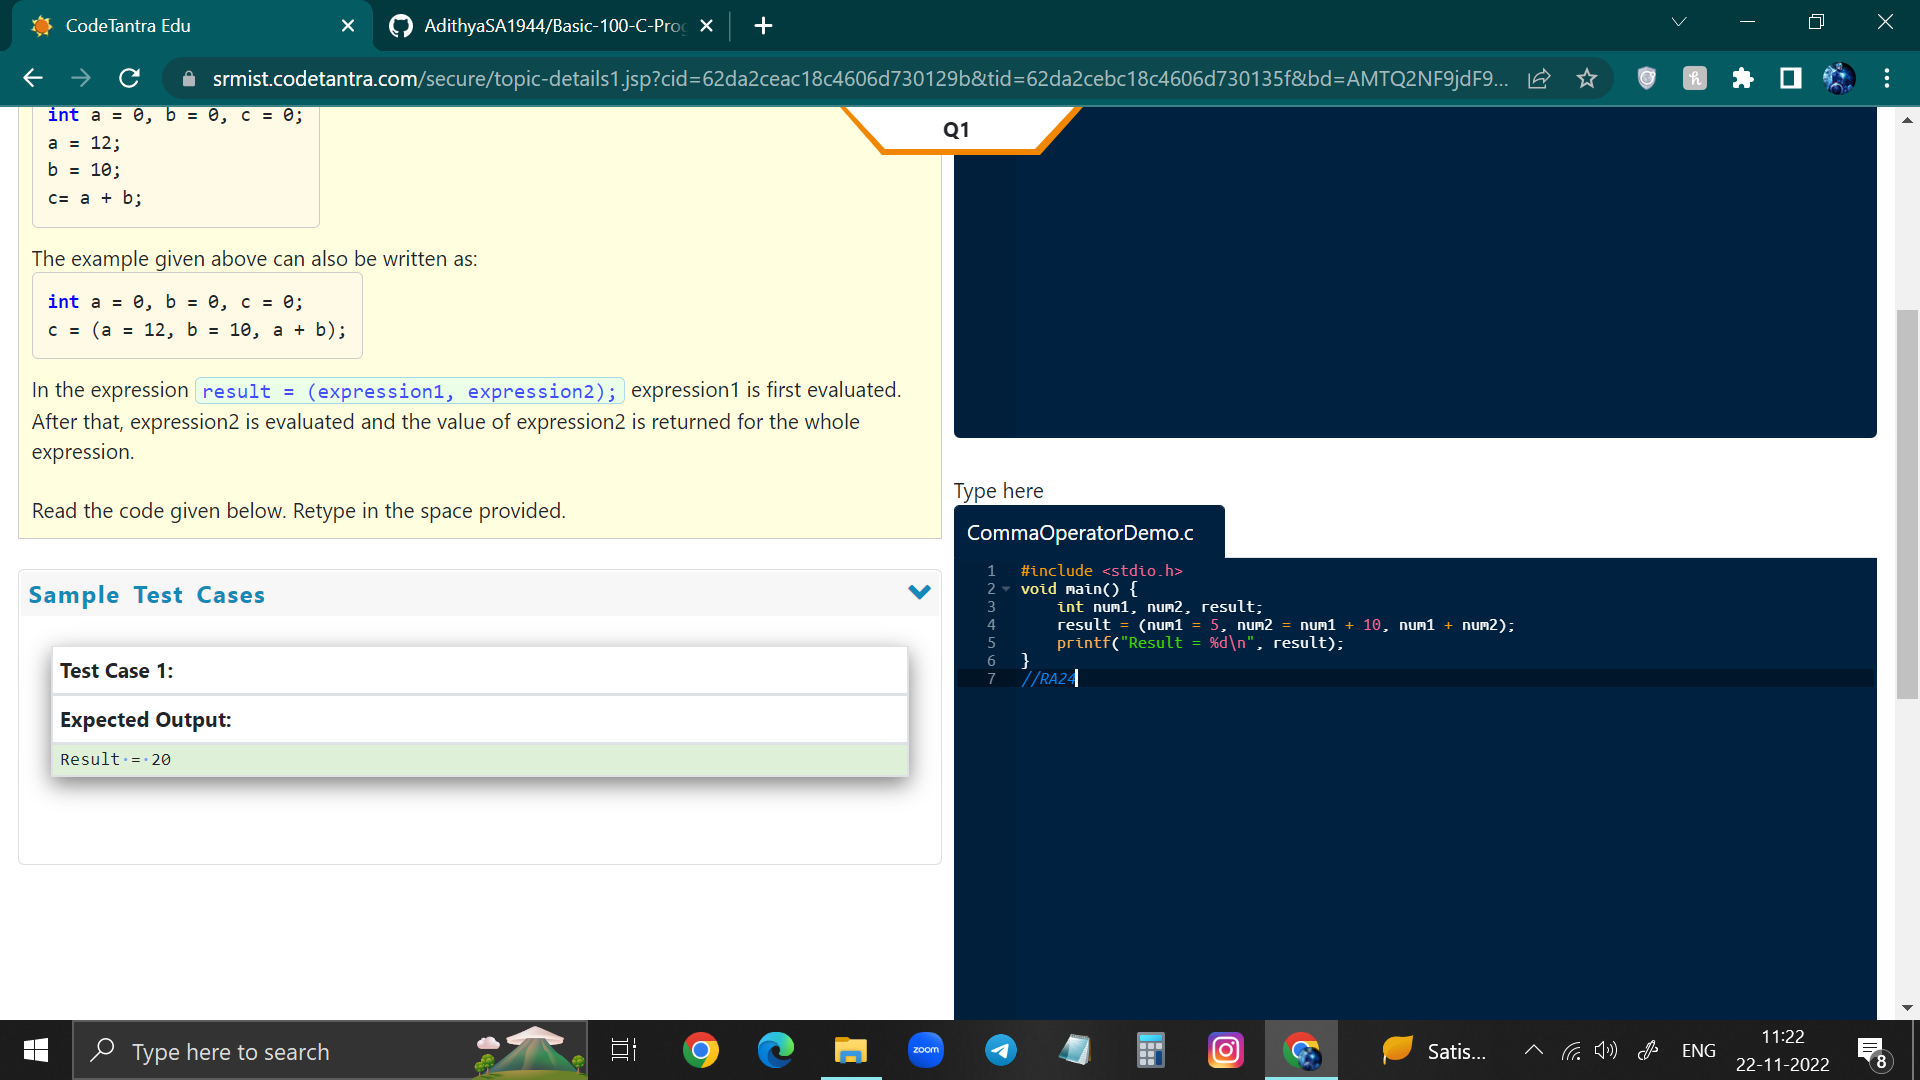 CodeTantra Edu
AdithyaSA1944/Basic-100-C-Prog
srmist.codetantra.com/secure/topic-details1.jsp?cid=62da2ceac18c4606d730129b&tid=62da2cebc18c4606d730135f&bd=AMTQ2NF9jdF9...
int a = 0, b = 0, c = 0;
a = 12;
b = 10;
c= a + b;
The example given above can also be written as:
int a = 0, b = 0, c = 0;
c = (a = 12, b = 10, a + b);
In the expression result = (expression1, expression2); expression1 is first evaluated.
After that, expression2 is evaluated and the value of expression2 is returned for the whole
expression.
Read the code given below. Retype in the space provided.
Sample Test Cases
Test Case 1:
Expected Output:
Result·=·20
Q1
Type here
CommaOperatorDemo.c
1 #include <stdio.h>
2 void main() {
3 int num1, num2, result;
4 result = (num1 = 5, num2 = num1 + 10, num1 + num2);
5 printf("Result = %d\n", result);
6 }
7 //RA24
Type here to search
zoom
Satis...
ENG
11:22
22-11-2022
8